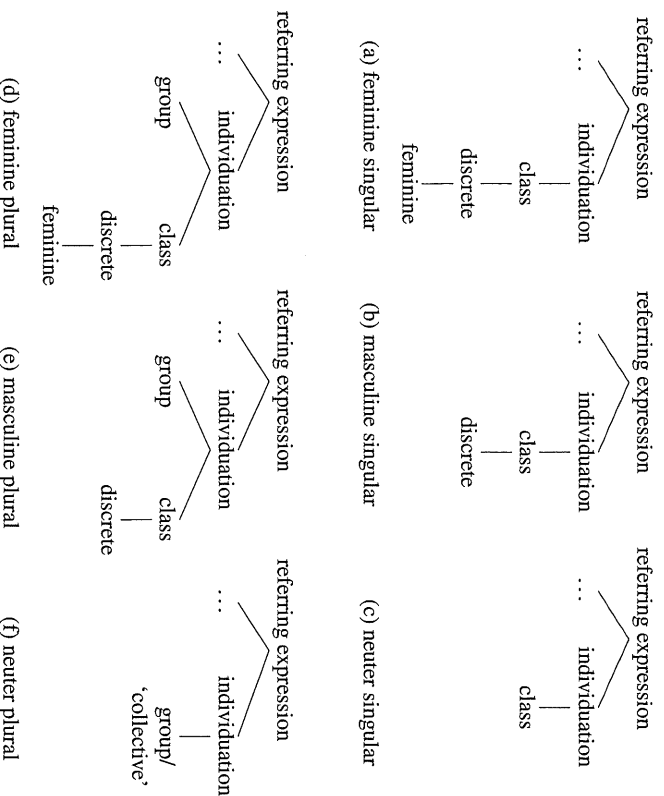 referring expression
... individuation
class
discrete
feminine
(a) feminine singular
referring expression
... individuation
class
discrete
(b) masculine singular
referring expression
... individuation
class
(c) neuter singular
referring expression
... individuation
group class
discrete
feminine
(d) feminine plural
referring expression
... individuation
group class
discrete
(e) masculine plural
referring expression
... individuation
group/
‘collective’
(f) neuter plural